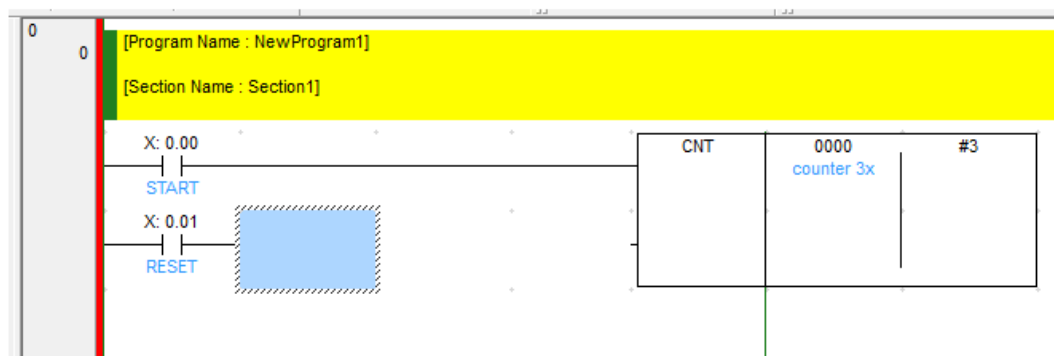 0
0
[Program Name : NewProgram1]
[Section Name : Section1]
X: 0.00
START
CNT
0000
#3
counter 3x
X: 0.01
RESET